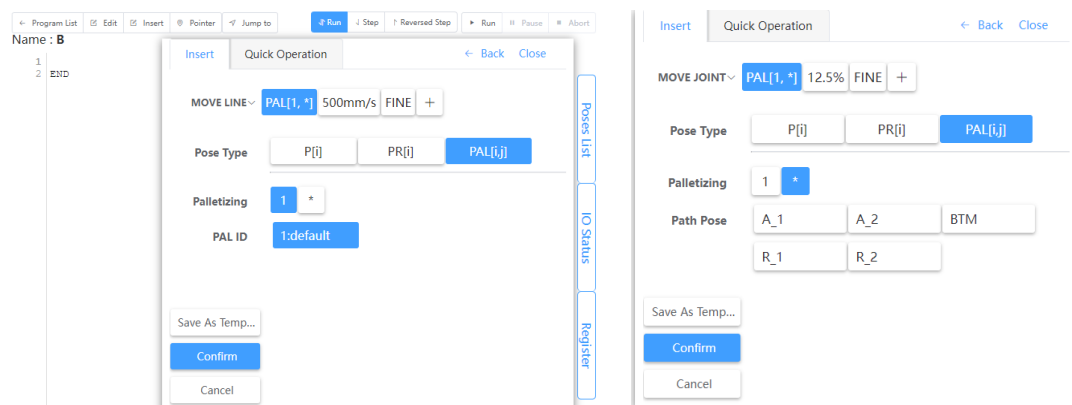 ← Program List Edit Insert Pointer Jump to Run Step Reversed Step Run Pause Abort
Name : B
1
2 END
Insert Quick Operation ← Back Close
MOVE LINE PAL[1, *] 500mm/s FINE +
Pose Type P[i] PR[i] PAL[i,j]
Palletizing 1 *
PAL ID 1:default
Save As Temp...
Confirm
Cancel
Poses List
IO Status
Register
Insert Quick Operation ← Back Close
MOVE JOINT PAL[1, *] 12.5% FINE +
Pose Type P[i] PR[i] PAL[i,j]
Palletizing 1 *
Path Pose A_1 A_2 BTM
R_1 R_2
Save As Temp...
Confirm
Cancel